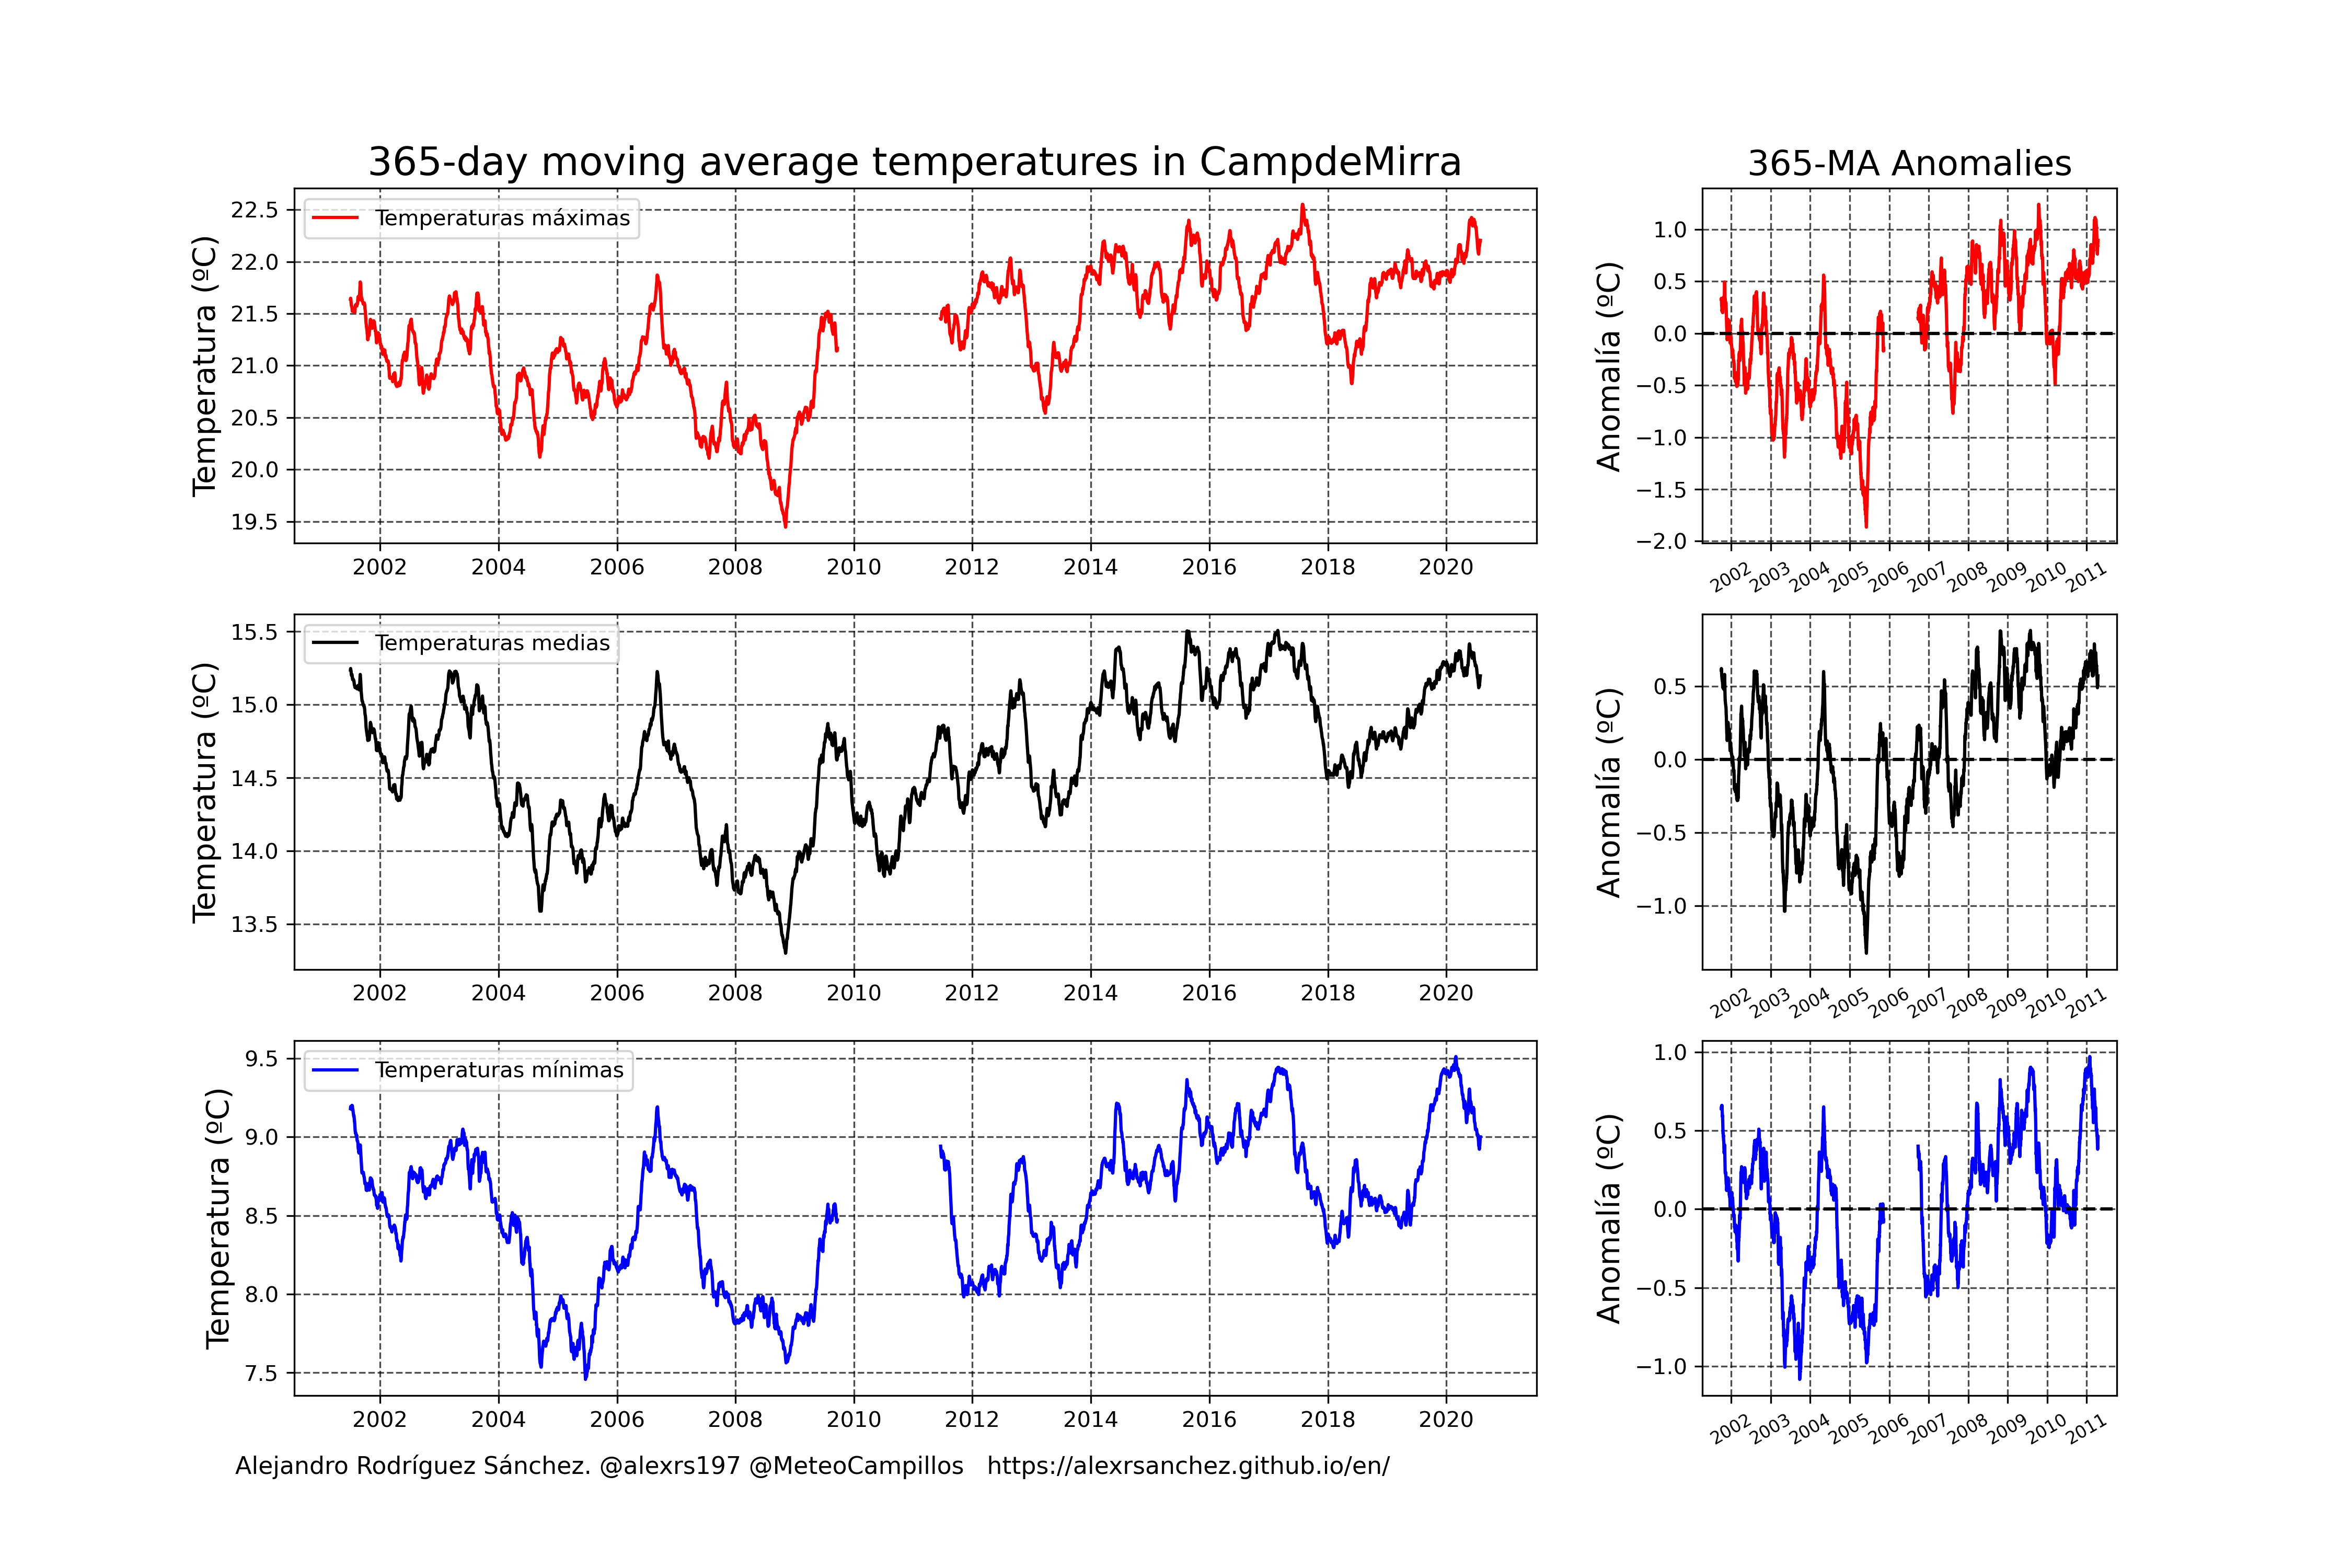 365-day moving average temperatures in CampdeMirra
365-MA Anomalies
Temperatura (ºC)
22.5
22.0
21.5
21.0
20.5
20.0
19.5
Temperaturas máximas
2002 2004 2006 2008 2010 2012 2014 2016 2018 2020
Anomalía (ºC)
1.0
0.5
0.0
−0.5
−1.0
−1.5
−2.0
2002 2003 2004 2005 2006 2007 2008 2009 2010 2011
Temperatura (ºC)
15.5
15.0
14.5
14.0
13.5
Temperaturas medias
2002 2004 2006 2008 2010 2012 2014 2016 2018 2020
Anomalía (ºC)
0.5
0.0
−0.5
−1.0
2002 2003 2004 2005 2006 2007 2008 2009 2010 2011
Temperatura (ºC)
9.5
9.0
8.5
8.0
7.5
Temperaturas mínimas
2002 2004 2006 2008 2010 2012 2014 2016 2018 2020
Anomalía (ºC)
1.0
0.5
0.0
−0.5
−1.0
2002 2003 2004 2005 2006 2007 2008 2009 2010 2011
Alejandro Rodríguez Sánchez. @alexrs197 @MeteoCampillos https://alexrsanchez.github.io/en/